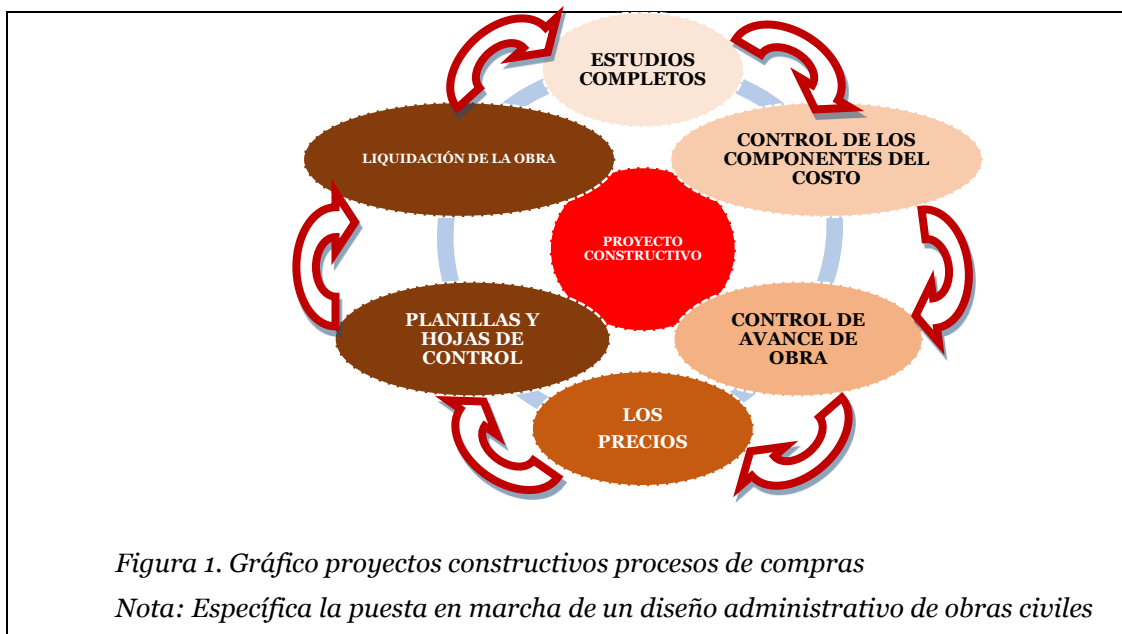 ESTUDIOS
COMPLETOS
CONTROL DE LOS
COMPONENTES DEL
COSTO
LIQUIDACIÓN DE LA OBRA
PROYECTO
CONSTRUCTIVO
PLANILLAS Y
HOJAS DE
CONTROL
CONTROL DE
AVANCE DE
OBRA
LOS
PRECIOS
Figura 1. Gráfico proyectos constructivos procesos de compras
Nota: Específica la puesta en marcha de un diseño administrativo de obras civiles